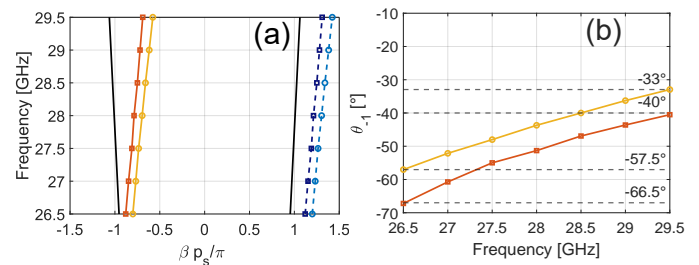 (a)
Frequency [GHz]
29.5
29
28.5
28
27.5
27
26.5
-1.5 -1 -0.5 0 0.5 1 1.5
β pₛ/π
(b)
θ₋₁ [°]
-10
-20
-30
-40
-50
-60
-70
-33°
-40°
-57.5°
-66.5°
26.5 27 27.5 28 28.5 29 29.5
Frequency [GHz]